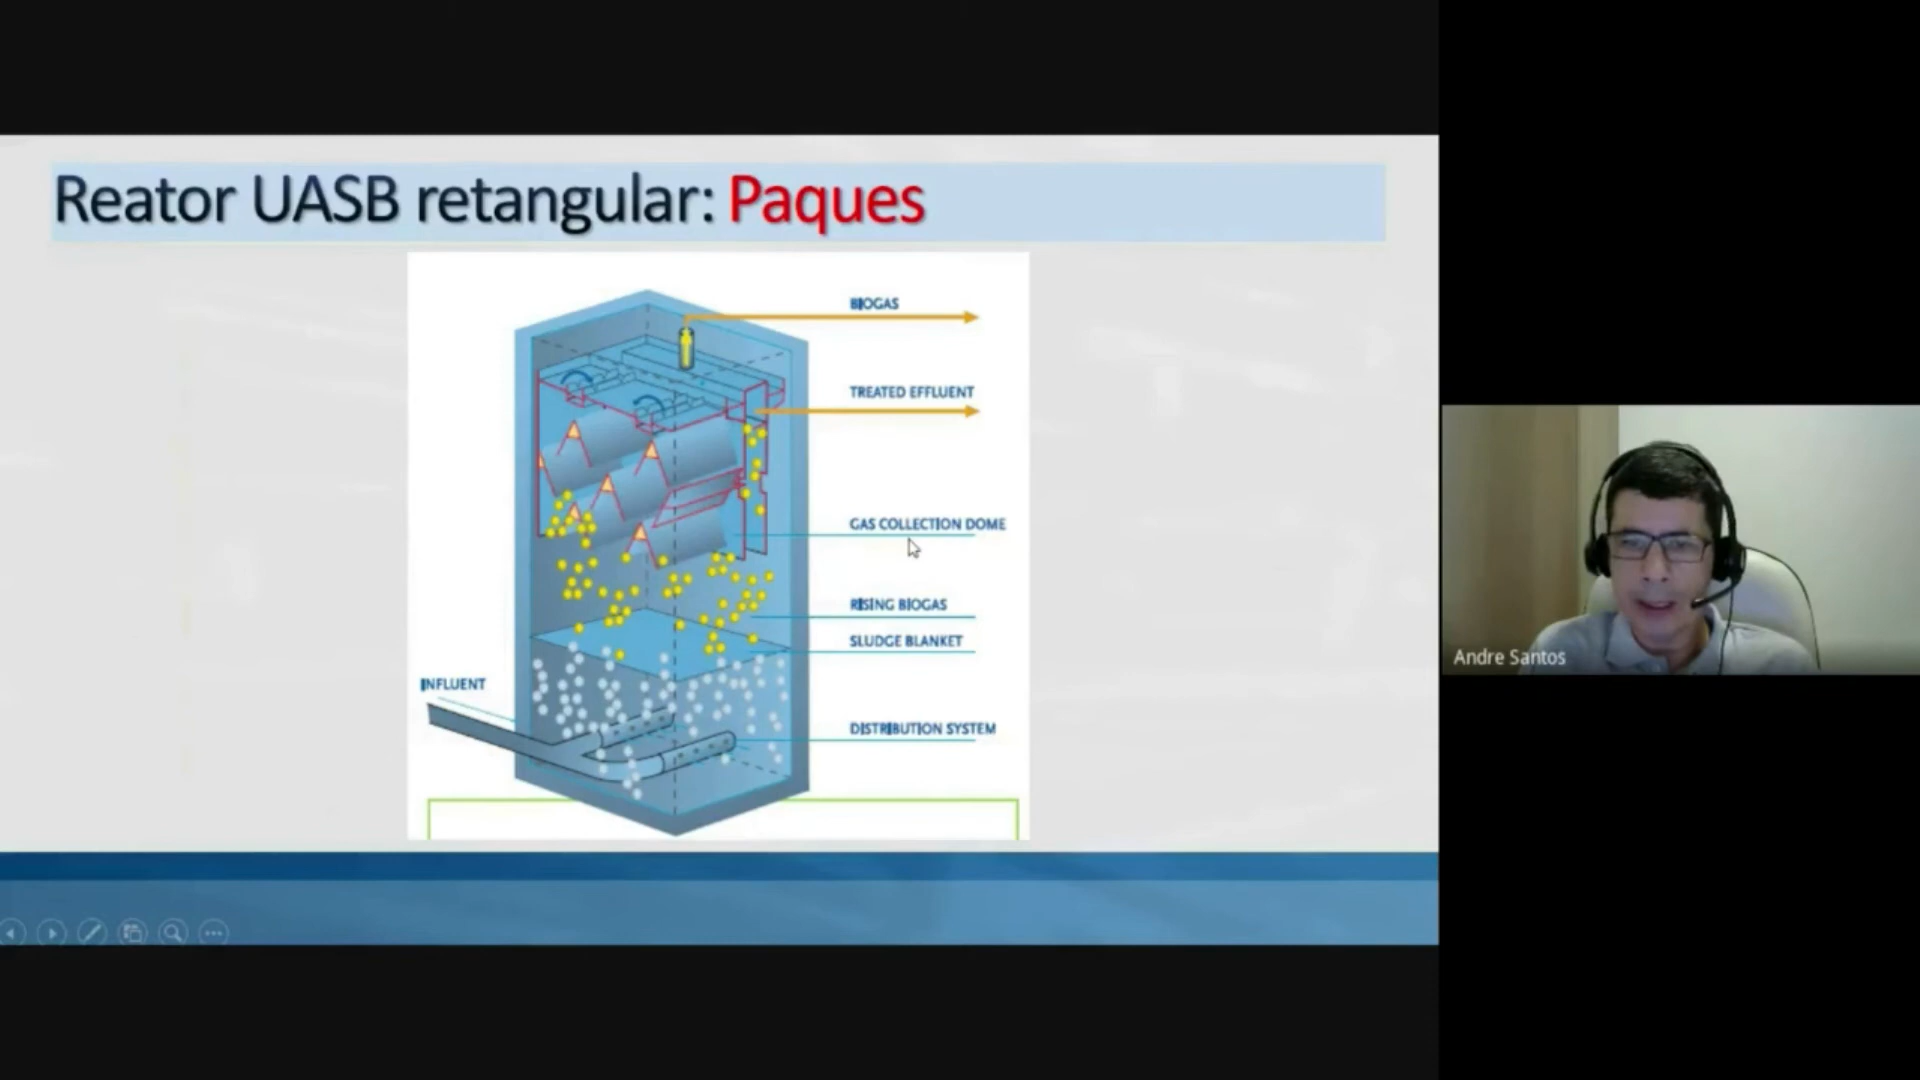 Reator UASB retangular: Paques
BIOGAS
TREATED EFFLUENT
GAS COLLECTION DOME
RISING BIOGAS
SLUDGE BLANKET
INFLUENT
DISTRIBUTION SYSTEM
Andre Santos